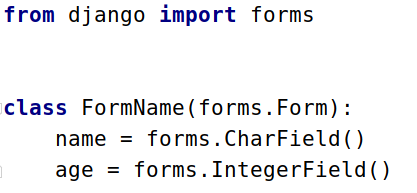 from django import forms
class FormName(forms.Form):
    name = forms.CharField()
    age = forms.IntegerField()